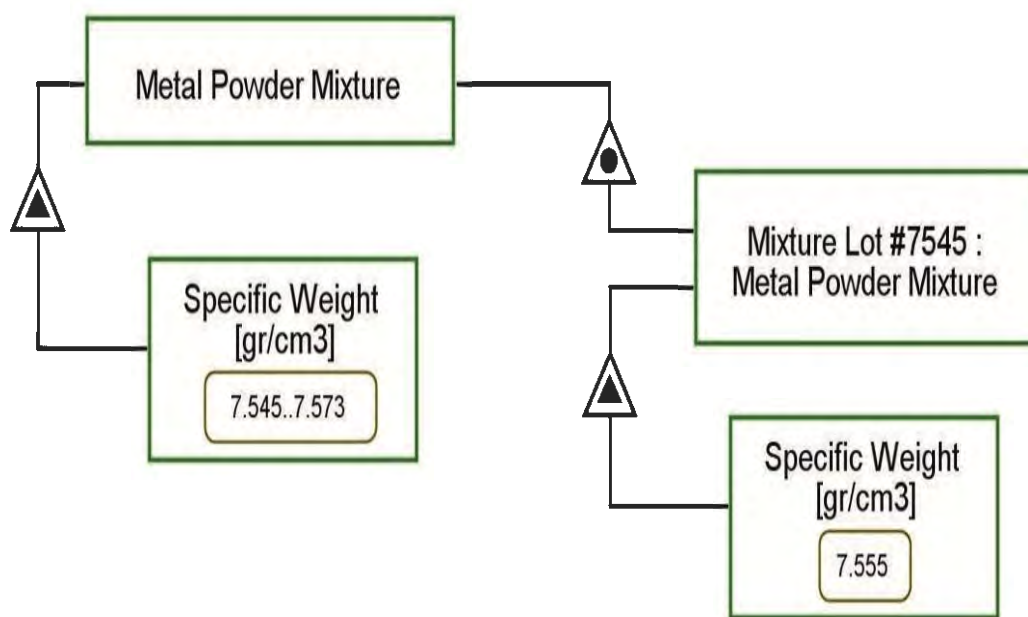 Metal Powder Mixture
Mixture Lot #7545 :
Metal Powder Mixture
Specific Weight
[gr/cm3]
7.545..7.573
Specific Weight
[gr/cm3]
7.555